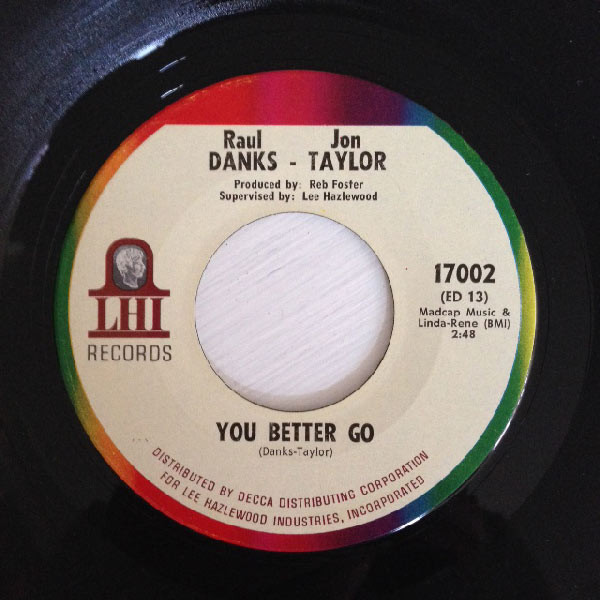 Raul Jon
DANKS - TAYLOR
Produced by: Reb Foster
Supervised by: Lee Hazlewood
LHI
RECORDS
17002
(ED 13)
Madcap Music &
Linda-Rene (BMI)
2:48
YOU BETTER GO
(Danks-Taylor)
DISTRIBUTED BY DECCA DISTRIBUTING CORPORATION
FOR LEE HAZLEWOOD INDUSTRIES, INCORPORATED